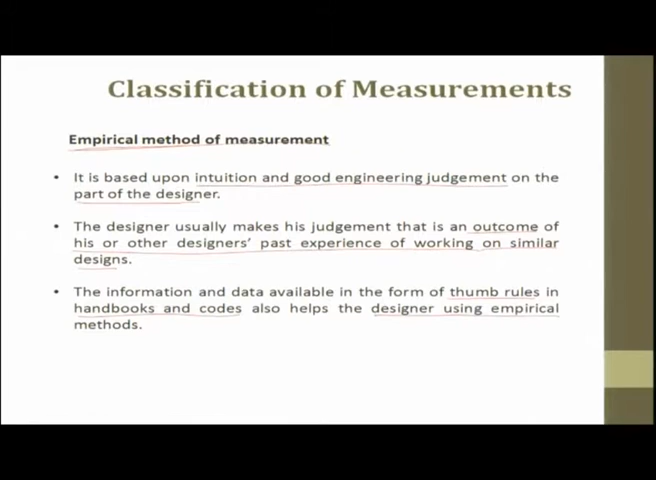 Classification of Measurements
Empirical method of measurement
• It is based upon intuition and good engineering judgement on the
part of the designer.
• The designer usually makes his judgement that is an outcome of
his or other designers' past experience of working on similar
designs.
• The information and data available in the form of thumb rules in
handbooks and codes also helps the designer using empirical
methods.